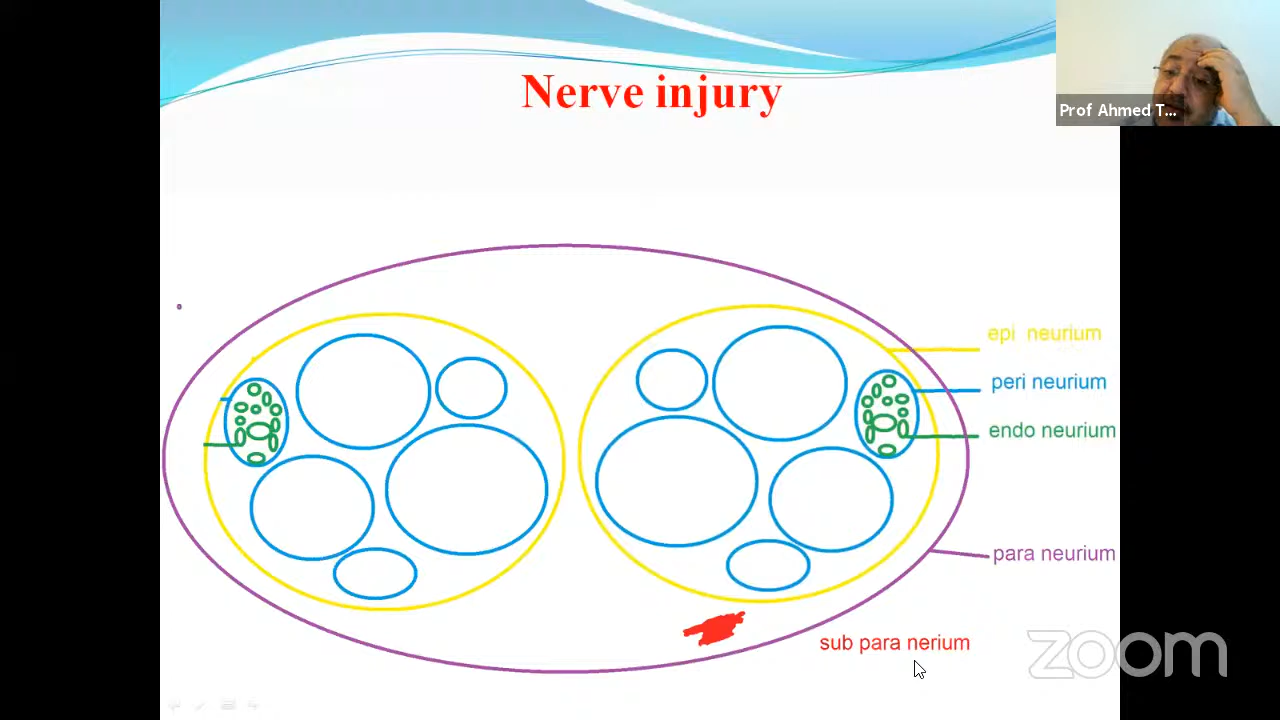 Nerve injury
Prof Ahmed T...
epi neurium
peri neurium
endo neurium
para neurium
sub para nerium
zoom